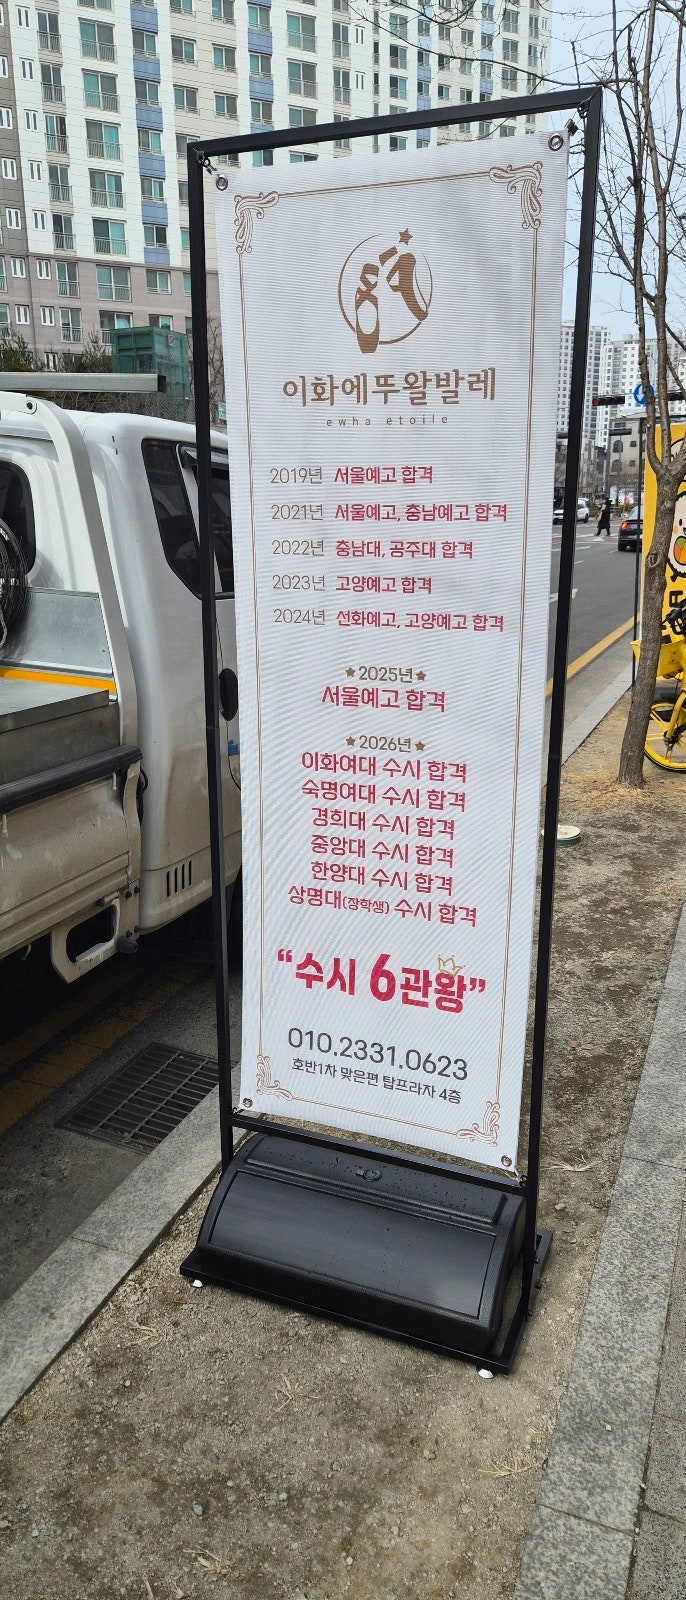 이화에뚜왈발레
ewha etoile
2019년 서울예고 합격
2021년 서울예고, 충남예고 합격
2022년 충남대, 공주대 합격
2023년 고양예고 합격
2024년 선화예고, 고양예고 합격
★2025년★
서울예고 합격
★2026년★
이화여대 수시 합격
숙명여대 수시 합격
경희대 수시 합격
중앙대 수시 합격
한양대 수시 합격
상명대(장학생) 수시 합격
“수시 6관왕”
010.2331.0623
호반1차 맞은편 탑프라자 4층